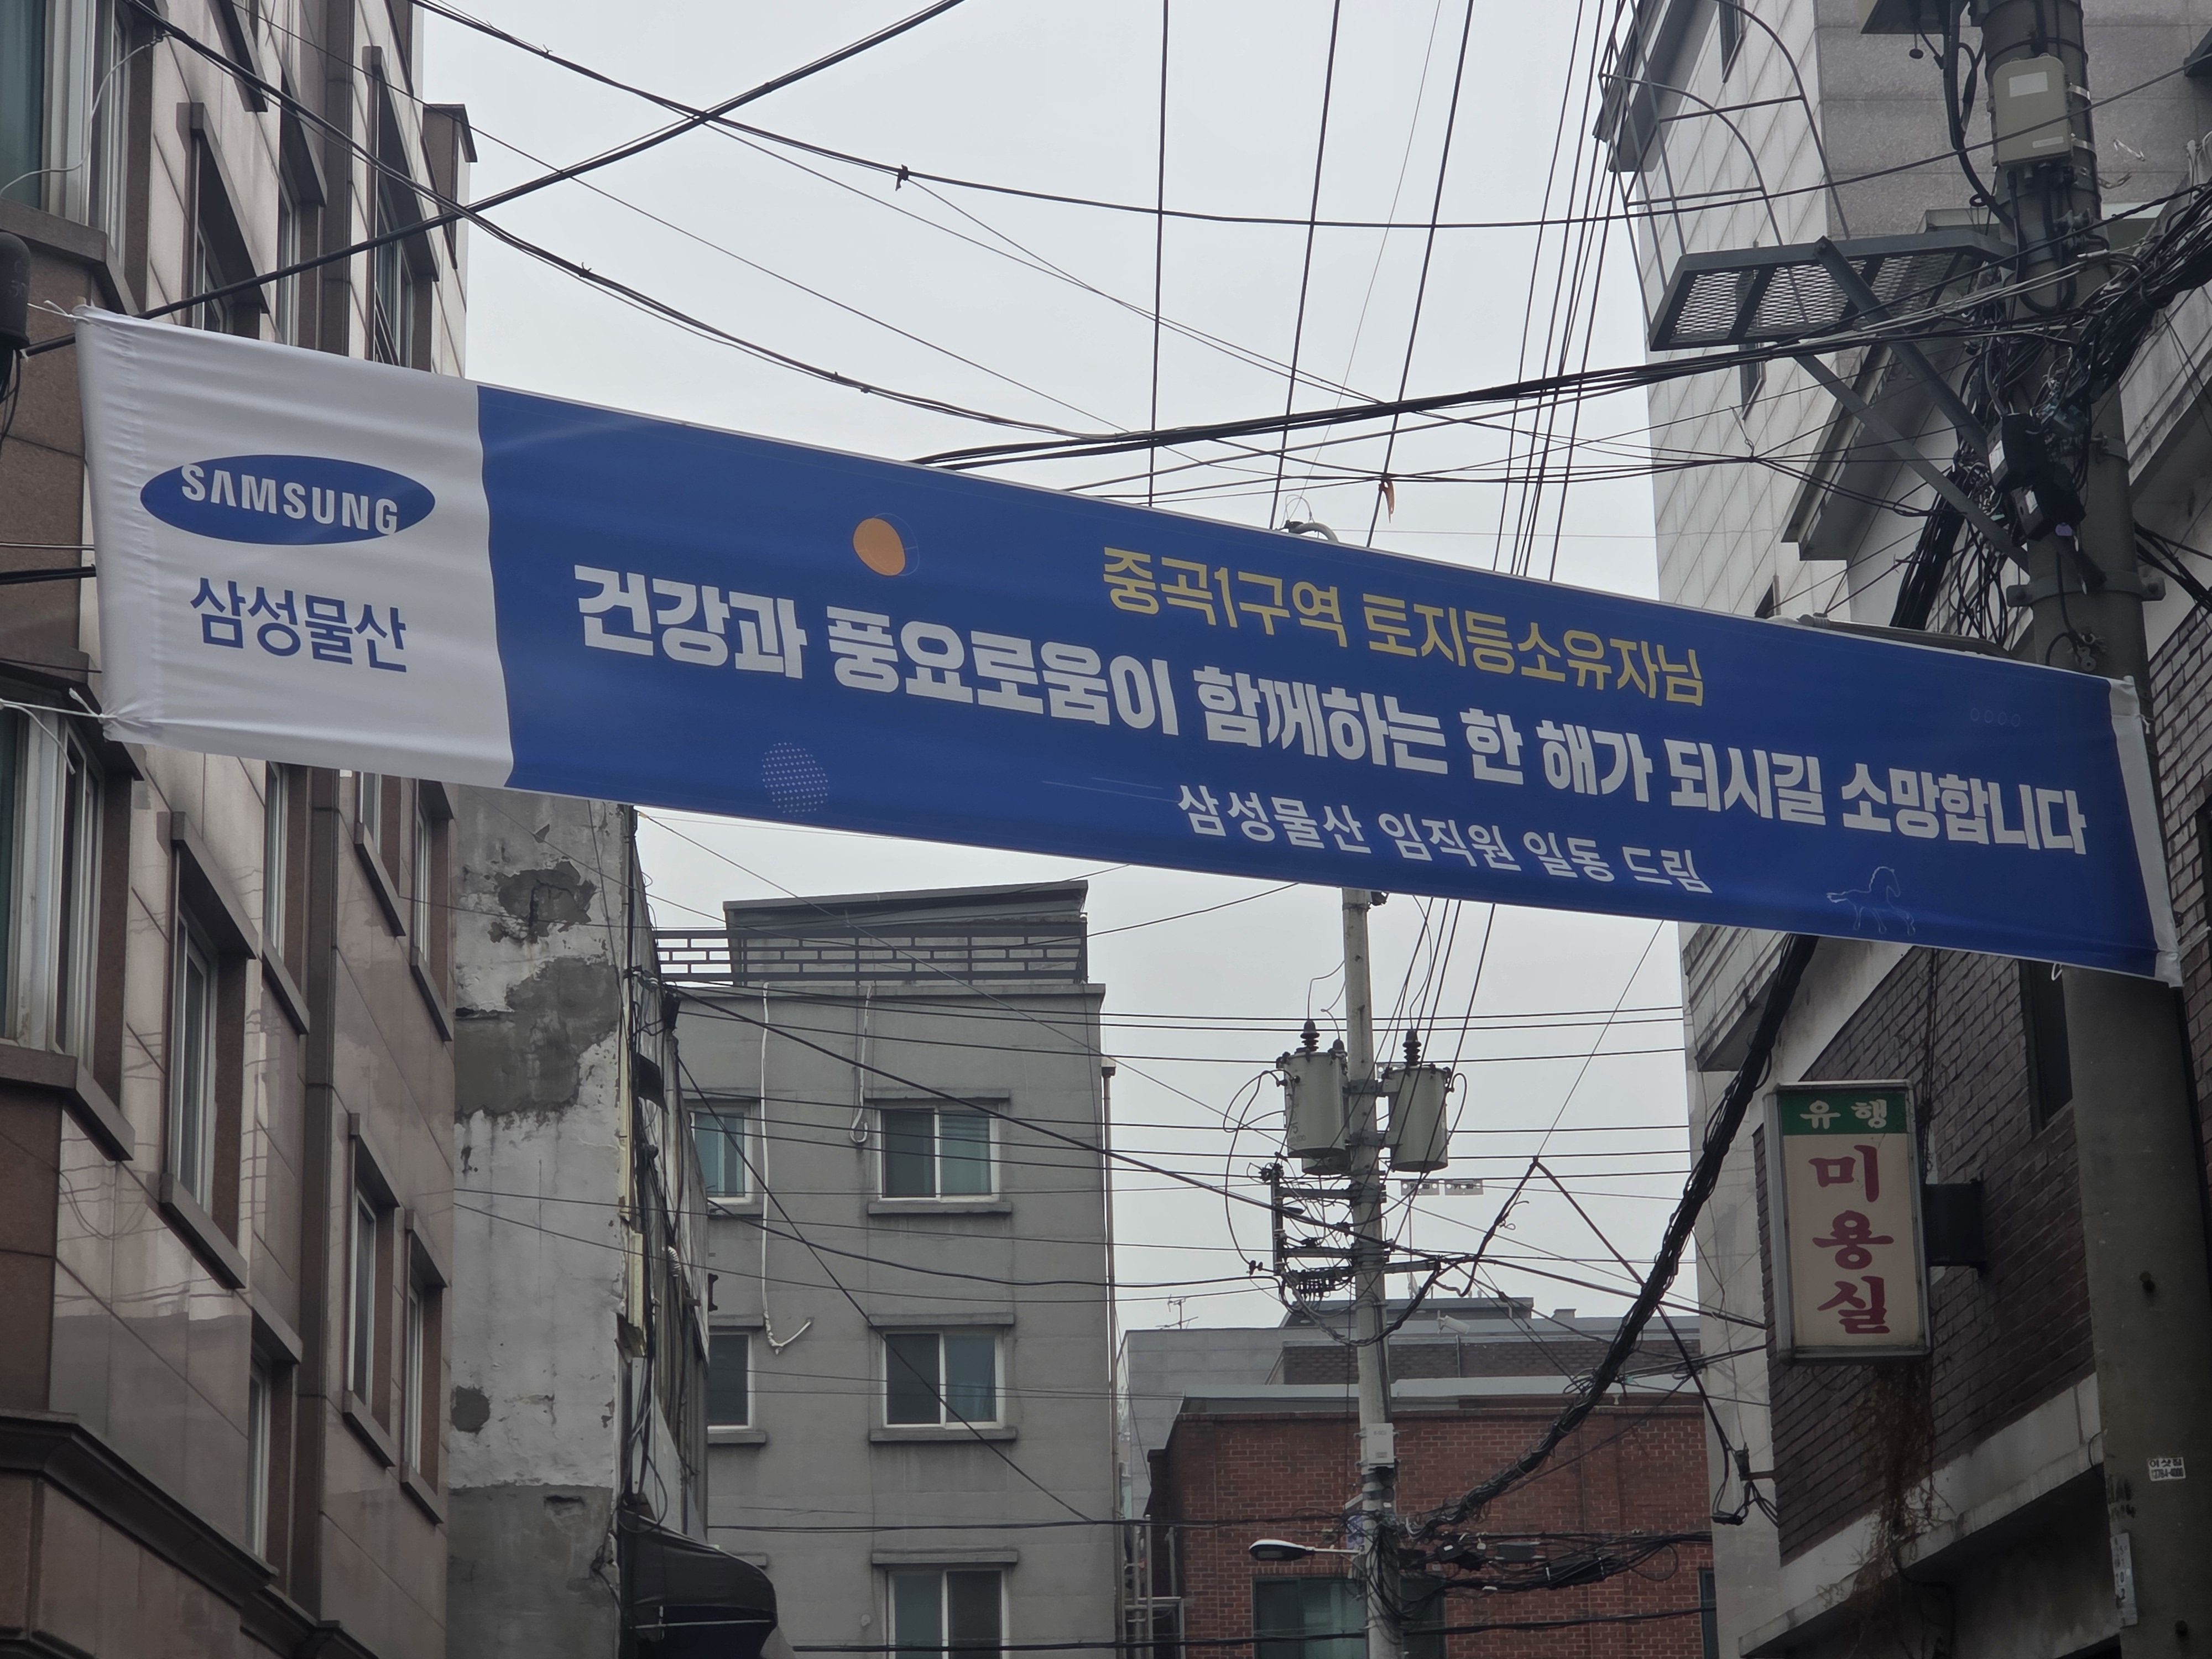 SAMSUNG
삼성물산
중곡1구역 토지등소유자님
건강과 풍요로움이 함께하는 한 해가 되시길 소망합니다
삼성물산 임직원 일동 드림
유행
미용실